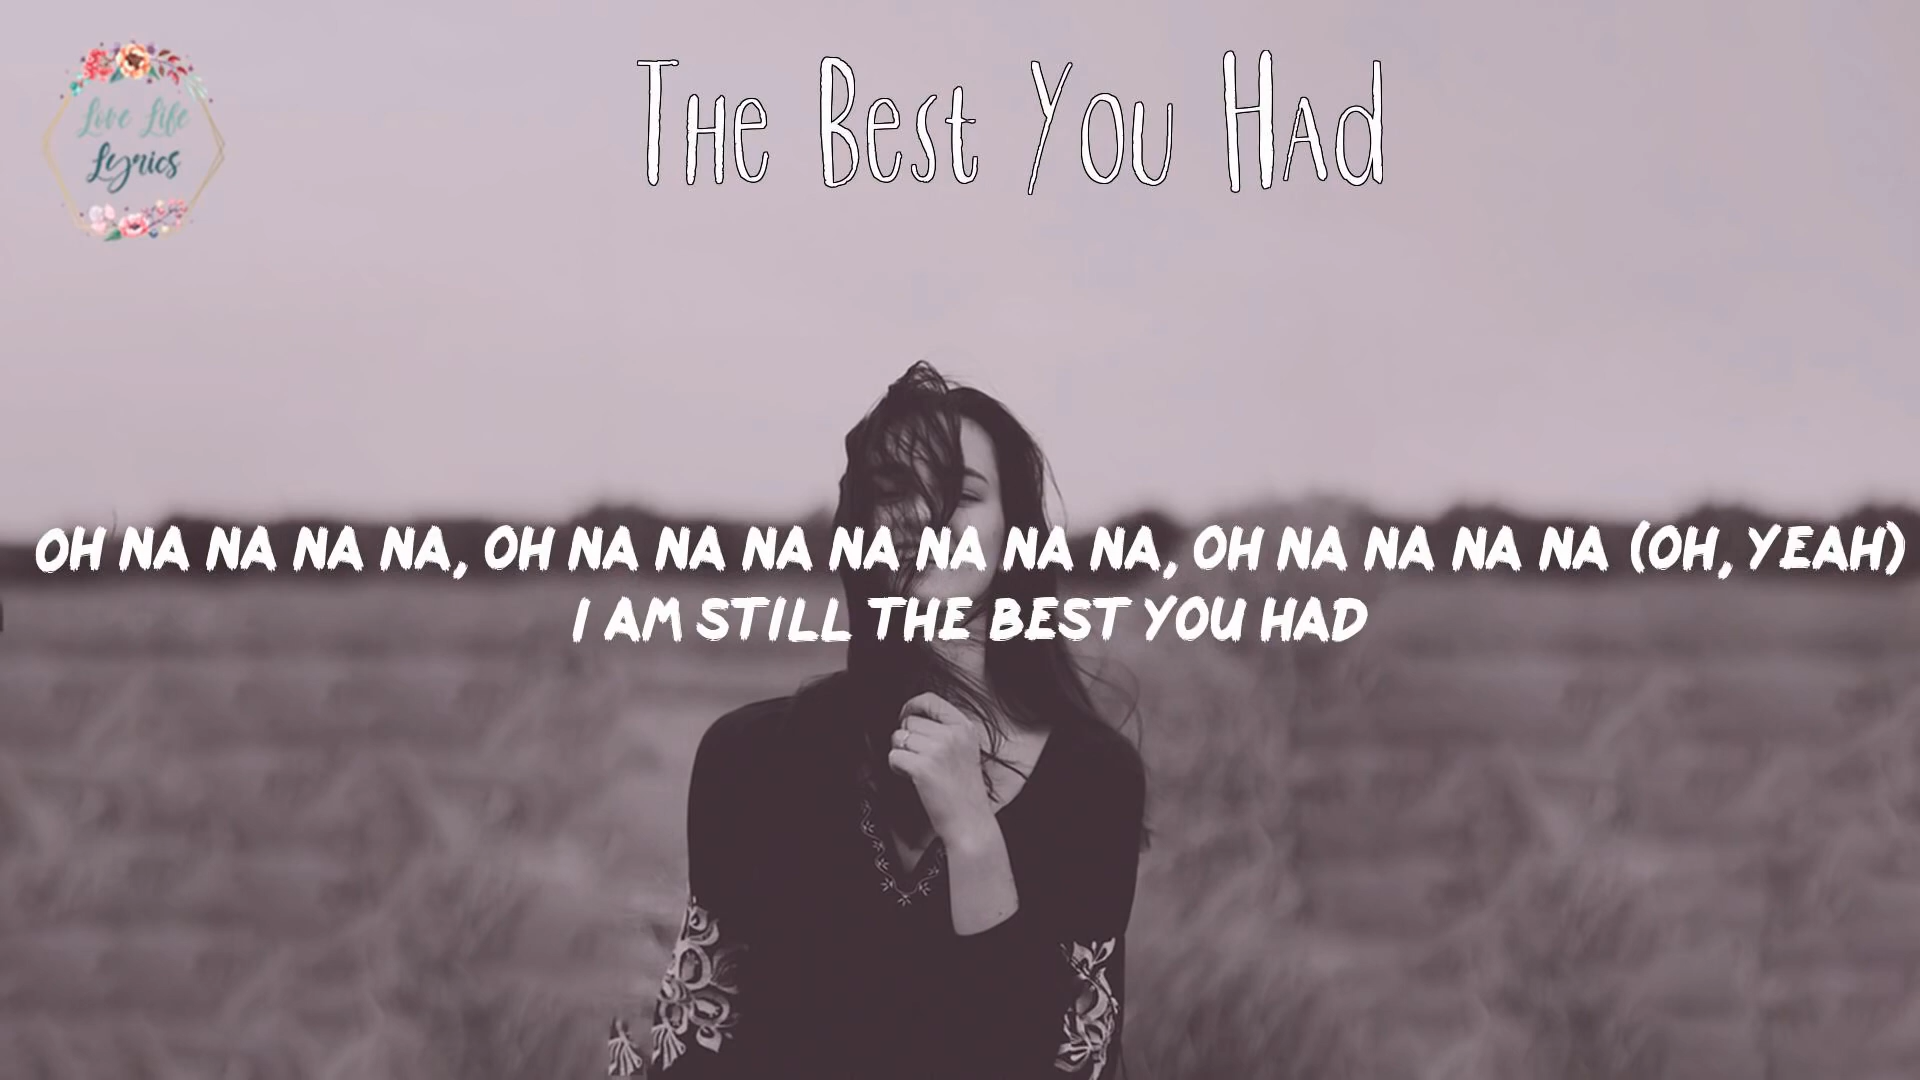 Love Life
Lyrics
The Best You Had
OH NA NA NA NA, OH NA NA NA NA NA NA NA, OH NA NA NA NA (OH, YEAH)
I AM STILL THE BEST YOU HAD